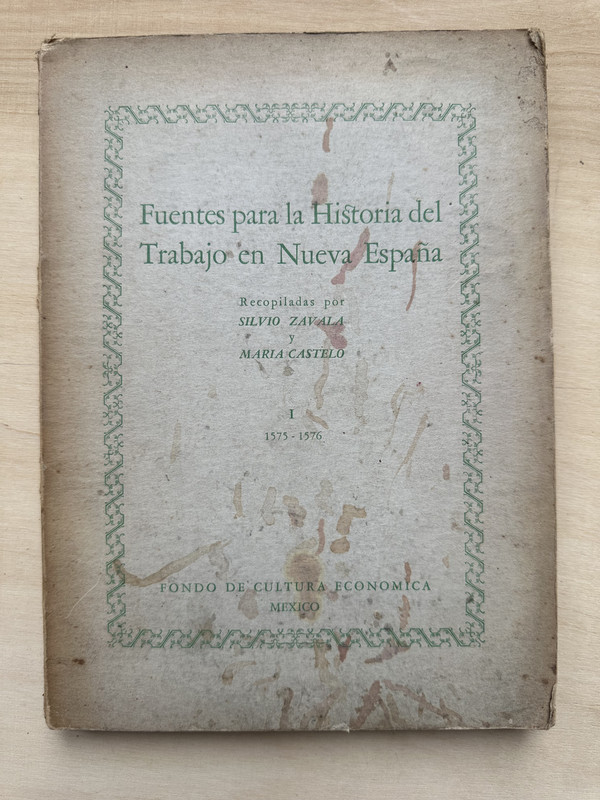 Fuentes para la Historia del
Trabajo en Nueva España
Recopiladas por
SILVIO ZAVALA
y
MARIA CASTELO
I
1575 - 1576
FONDO DE CULTURA ECONOMICA
MEXICO